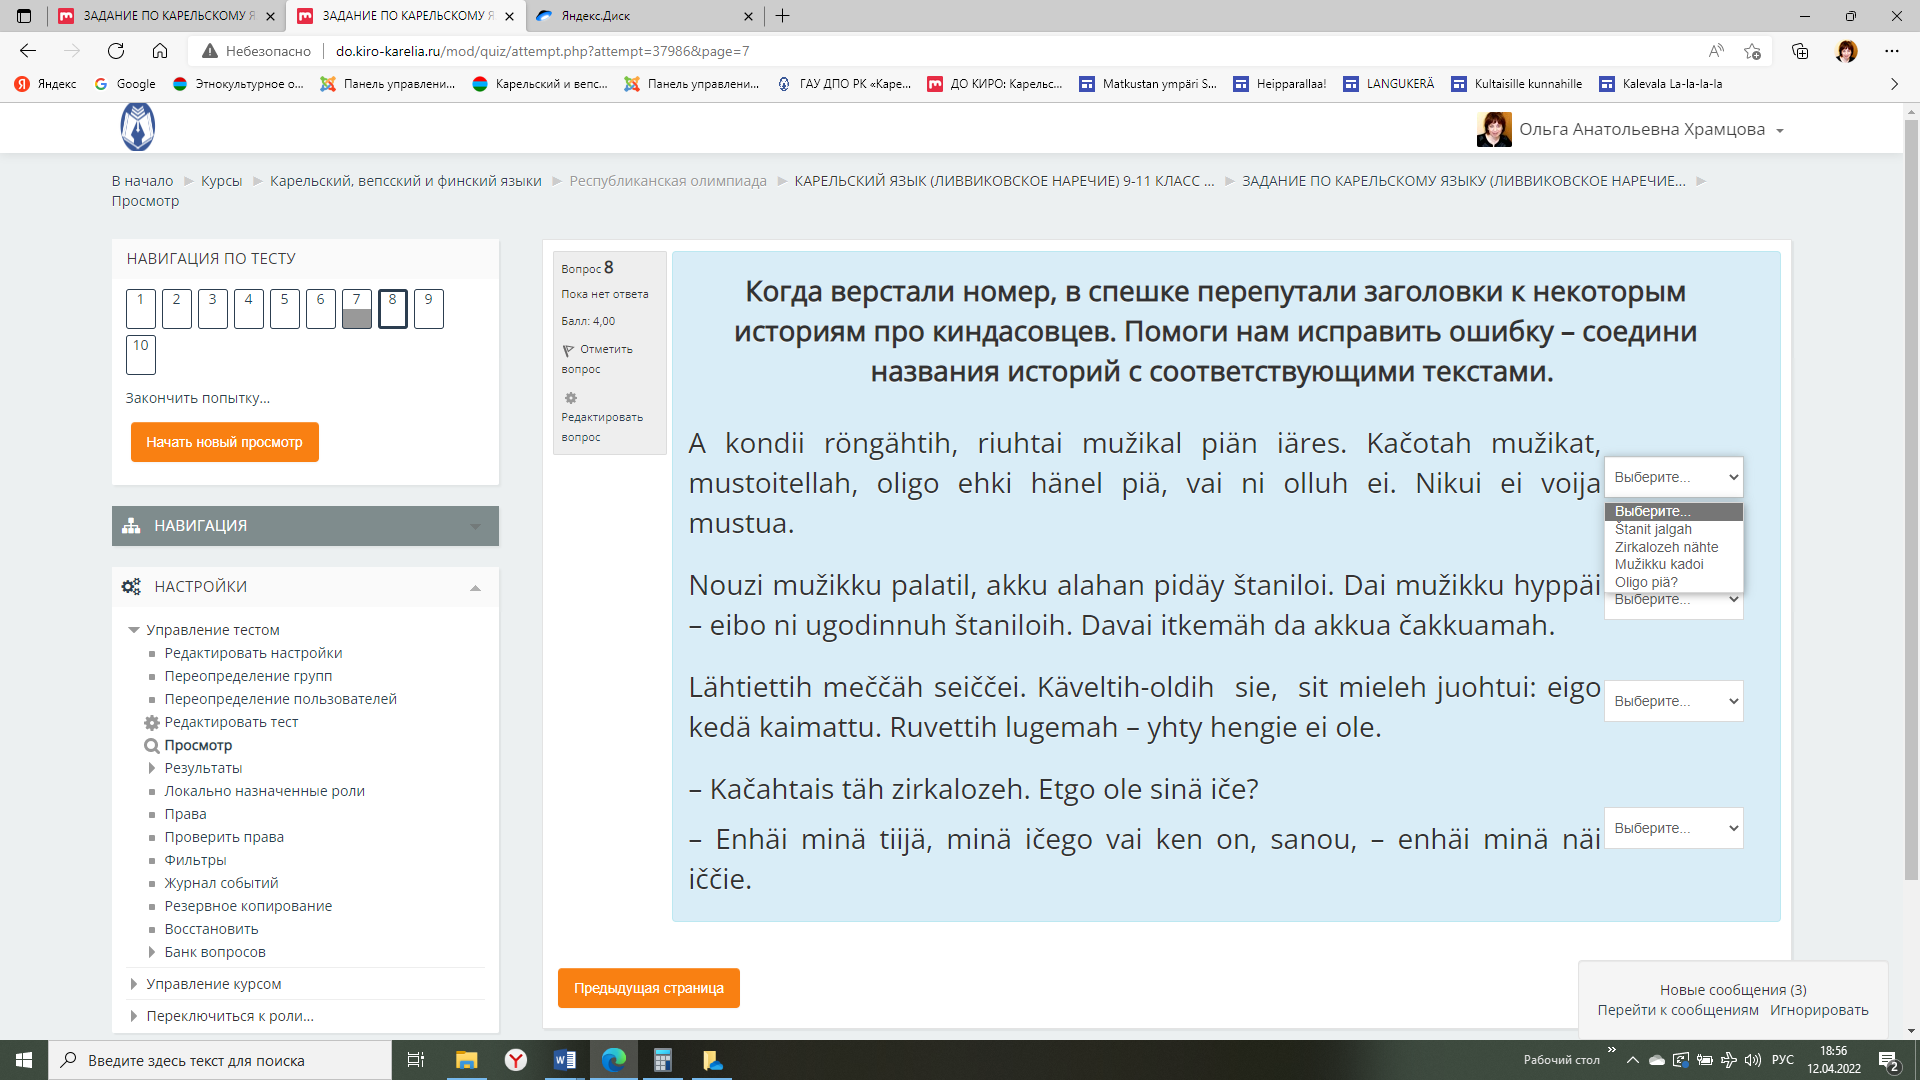 ЗАДАНИЕ ПО КАРЕЛЬСКОМУ Я
ЗАДАНИЕ ПО КАРЕЛЬСКОМУ Я
Яндекс.Диск
Небезопасно
do.kiro-karelia.ru/mod/quiz/attempt.php?attempt=37986&page=7
Яндекс
Google
Этнокультурное о...
Панель управлени...
Карельский и вепс...
Панель управлени...
ГАУ ДПО РК «Каре...
ДО КИРО: Карельс...
Matkustan ympäri S...
Heipparallaa!
LANGUKERÄ
Kultaisille kunnahille
Kalevala La-la-la-la
Ольга Анатольевна Храмцова
В начало
Курсы
Карельский, вепсский и финский языки
Республиканская олимпиада
КАРЕЛЬСКИЙ ЯЗЫК (ЛИВВИКОВСКОЕ НАРЕЧИЕ) 9-11 КЛАСС ...
ЗАДАНИЕ ПО КАРЕЛЬСКОМУ ЯЗЫКУ (ЛИВВИКОВСКОЕ НАРЕЧИЕ...
Просмотр
НАВИГАЦИЯ ПО ТЕСТУ
1 2 3 4 5 6 7 8 9
10
Закончить попытку...
Начать новый просмотр
НАВИГАЦИЯ
НАСТРОЙКИ
Управление тестом
Редактировать настройки
Переопределение групп
Переопределение пользователей
Редактировать тест
Просмотр
Результаты
Локально назначенные роли
Права
Проверить права
Фильтры
Журнал событий
Резервное копирование
Восстановить
Банк вопросов
Управление курсом
Переключиться к роли...
Вопрос 8
Пока нет ответа
Балл: 4,00
Отметить
вопрос
Редактировать
вопрос
Когда верстали номер, в спешке перепутали заголовки к некоторым
историям про киндасовцев. Помоги нам исправить ошибку – соедини
названия историй с соответствующими текстами.
A kondii röngähtih, riuhtai mužikal piän iäres. Kačotah mužikat,
mustoitellah, oligo ehki hänel piä, vai ni olluh ei. Nikui ei voija
mustua.
Выберите...
Выберите...
Štanit jalgah
Zirkalozeh nähte
Mužikku kadoi
Oligo piä?
Nouzi mužikku palatil, akku alahan pidäy štaniloi. Dai mužikku hyppäi
– eibo ni ugodinnuh štaniloih. Davai itkemäh da akkua čakkuamah.
Выберите...
Lähtiettih meččäh seiččei. Käveltih-oldih sie, sit mieleh juohtui: eigo
kedä kaimattu. Ruvettih lugemah – yhty hengie ei ole.
Выберите...
– Kačahtais täh zirkalozeh. Etgo ole sinä iče?
– Enhäi minä tiijä, minä ičego vai ken on, sanou, – enhäi minä näi
iččie.
Выберите...
Предыдущая страница
Новые сообщения (3)
Перейти к сообщениям Игнорировать
Введите здесь текст для поиска
Рабочий стол
РУС
18:56
12.04.2022
2